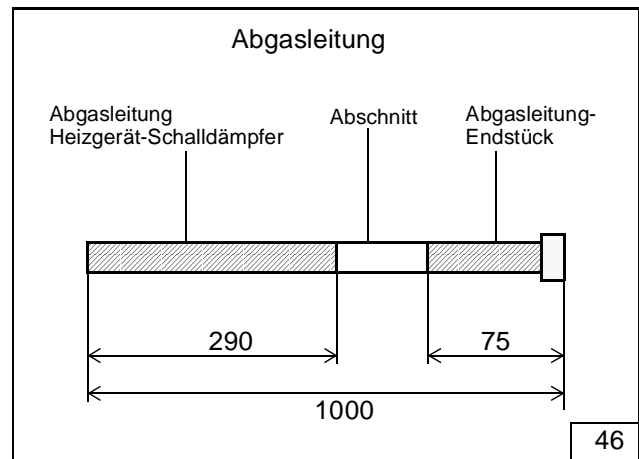 Abgasleitung
Abgasleitung
Heizgerät-Schalldämpfer
Abschnitt
Abgasleitung-
Endstück
290
75
1000
46